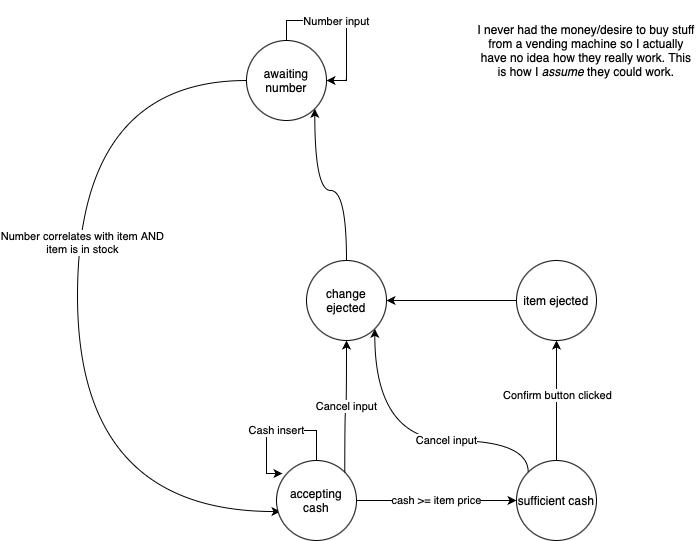 Number input
I never had the money/desire to buy stuff
from a vending machine so I actually
have no idea how they really work. This
is how I assume they could work.
awaiting
number
Number correlates with item AND
item is in stock
change
ejected
item ejected
Confirm button clicked
Cancel input
Cash insert
Cancel input
accepting
cash
cash >= item price
sufficient cash